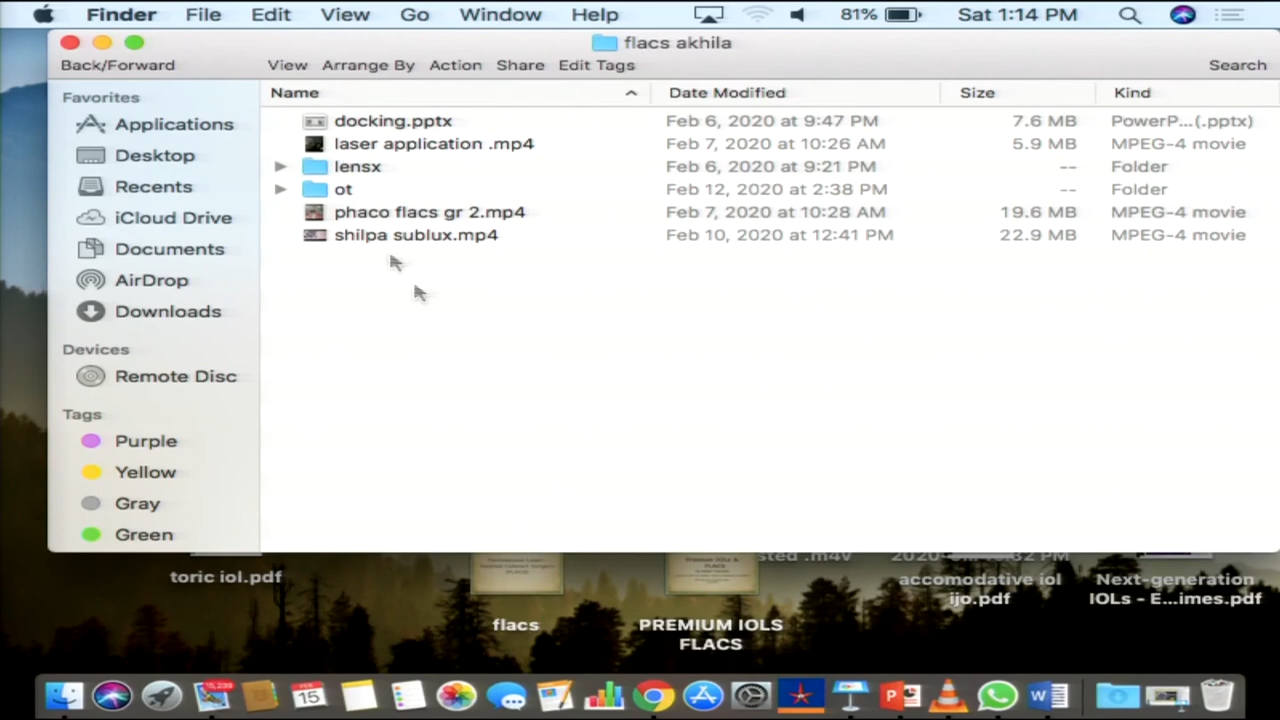 Finder File Edit View Go Window Help 81% Sat 1:14 PM
flacs akhila
Back/Forward View Arrange By Action Share Edit Tags Search
Favorites
Applications
Desktop
Recents
iCloud Drive
Documents
AirDrop
Downloads
Devices
Remote Disc
Tags
Purple
Yellow
Gray
Green
Name Date Modified Size Kind
docking.pptx Feb 6, 2020 at 9:47 PM 7.6 MB PowerP...(.pptx)
laser application .mp4 Feb 7, 2020 at 10:26 AM 5.9 MB MPEG-4 movie
lensx Feb 6, 2020 at 9:21 PM -- Folder
ot Feb 12, 2020 at 2:38 PM -- Folder
phaco flacs gr 2.mp4 Feb 7, 2020 at 10:28 AM 19.6 MB MPEG-4 movie
shilpa sublux.mp4 Feb 10, 2020 at 12:41 PM 22.9 MB MPEG-4 movie
toric iol.pdf
flacs
Premium IOLs &
FLACS
PREMIUM IOLS
FLACS
sted .m4v
accomodative iol
ijo.pdf
Next-generation
IOLs - E...imes.pdf
FEB
15